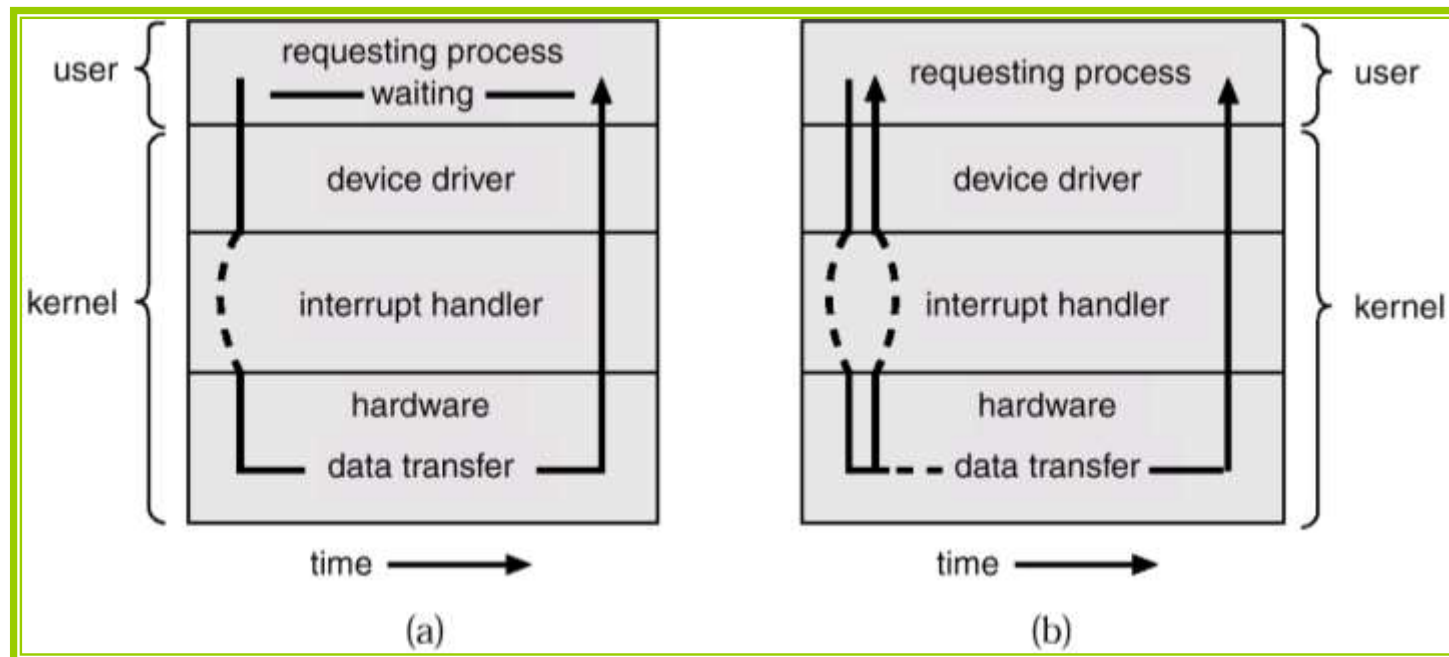 user
requesting process
waiting
device driver
kernel
interrupt handler
hardware
data transfer
time
(a)
requesting process
user
device driver
interrupt handler
kernel
hardware
data transfer
time
(b)